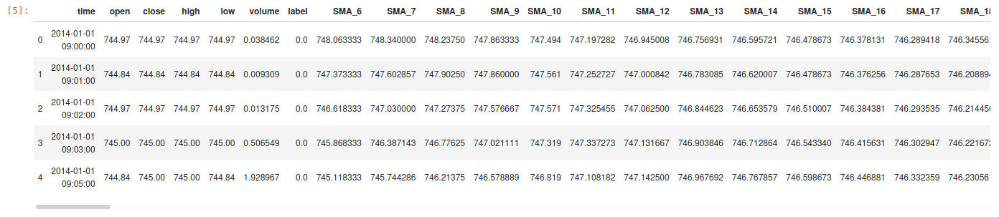 [5]: time open close high low volume label SMA_6 SMA_7 SMA_8 SMA_9 SMA_10 SMA_11 SMA_12 SMA_13 SMA_14 SMA_15 SMA_16 SMA_17 SMA_18
0 2014-01-01 09:00:00 744.97 744.97 744.97 744.97 0.038462 0.0 748.063333 748.340000 748.23750 747.863333 747.494 747.197282 746.945008 746.756931 746.595721 746.478673 746.378131 746.289418 746.34556
1 2014-01-01 09:01:00 744.84 744.84 744.84 744.84 0.009309 0.0 747.373333 747.602857 747.90250 747.860000 747.561 747.252727 747.000842 746.783085 746.620007 746.478673 746.376256 746.287653 746.20889
2 2014-01-01 09:02:00 744.97 744.97 744.97 744.97 0.013175 0.0 746.618333 747.030000 747.27375 747.576667 747.571 747.325455 747.062500 746.844623 746.653579 746.510007 746.384381 746.293535 746.21445
3 2014-01-01 09:03:00 745.00 745.00 745.00 745.00 0.506549 0.0 745.868333 746.387143 746.77625 747.021111 747.319 747.337273 747.131667 746.903846 746.712864 746.543340 746.415631 746.302947 746.22167
4 2014-01-01 09:05:00 744.84 745.00 745.00 744.84 1.928967 0.0 745.118333 745.744286 746.21375 746.578889 746.819 747.108182 747.142500 746.967692 746.767857 746.598673 746.446881 746.332359 746.23056